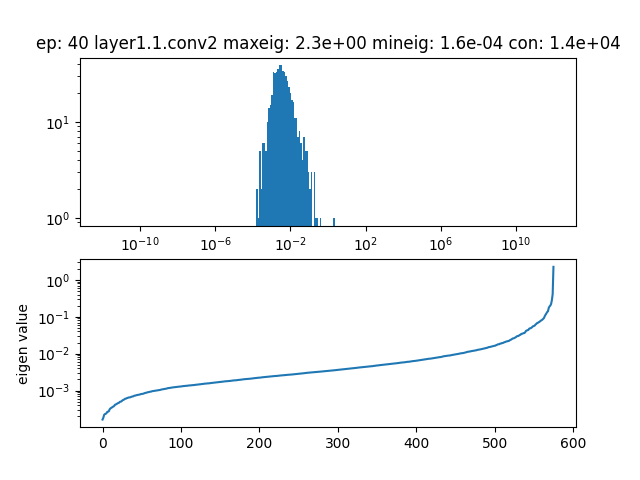 ep: 40 layer1.1.conv2 maxeig: 2.3e+00 mineig: 1.6e-04 con: 1.4e+04
10¹
10⁰
10⁻¹⁰ 10⁻⁶ 10⁻² 10² 10⁶ 10¹⁰
eigen value
10⁰
10⁻¹
10⁻²
10⁻³
0 100 200 300 400 500 600